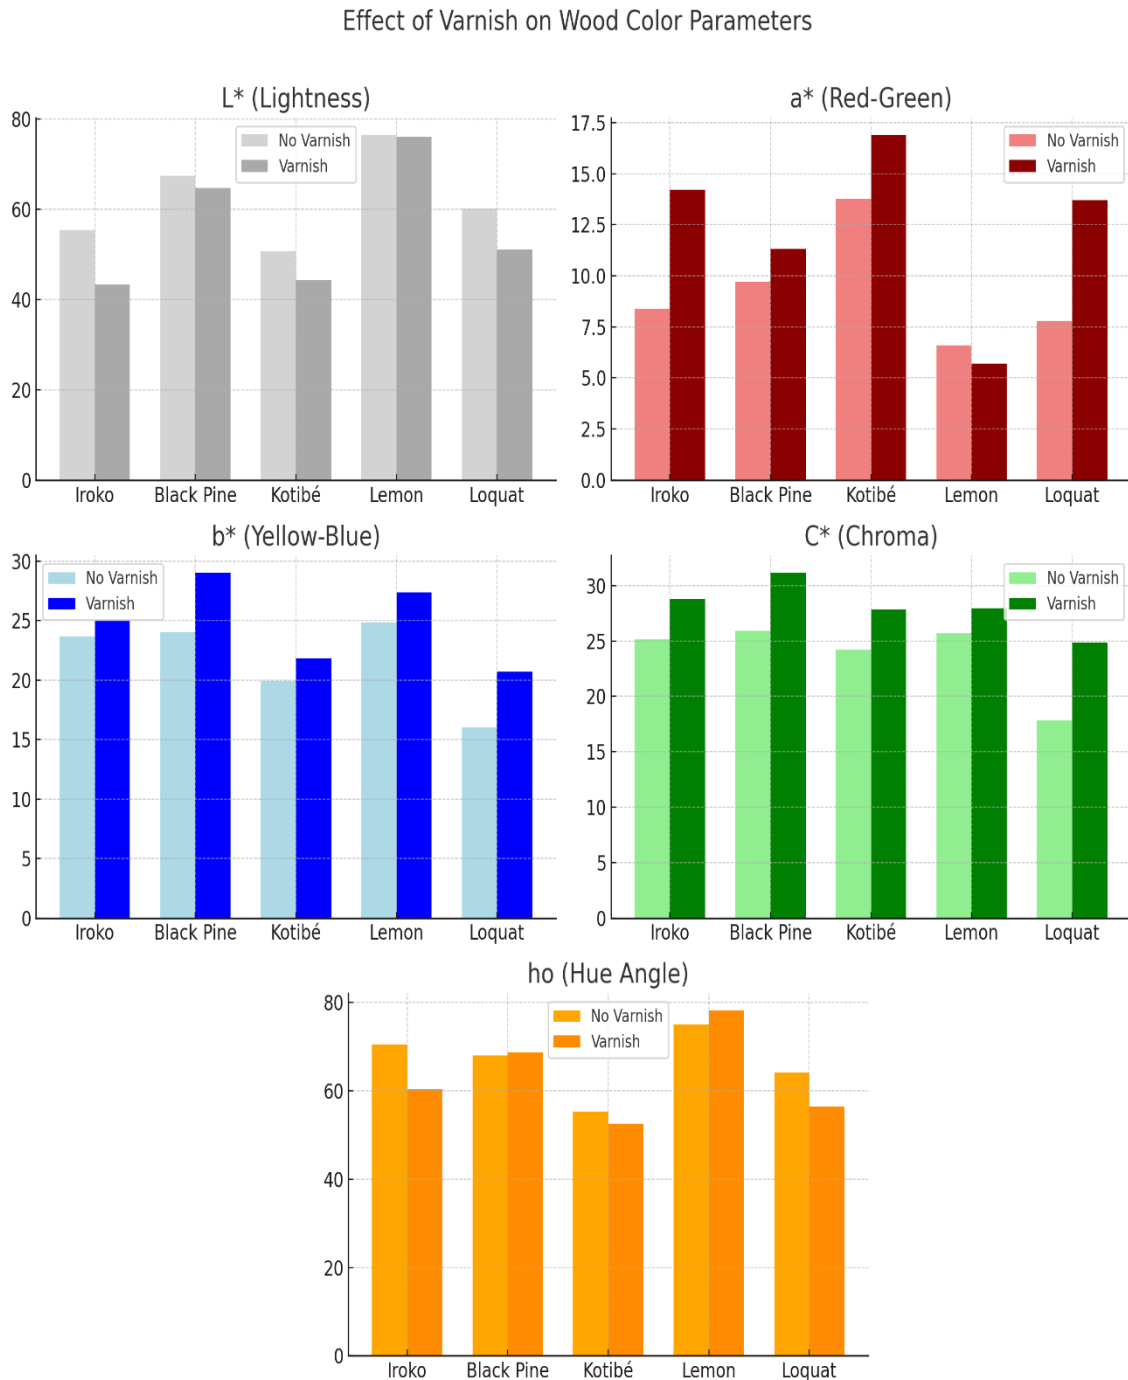 Effect of Varnish on Wood Color Parameters
L* (Lightness)
80
60
40
20
0
No Varnish
Varnish
Iroko Black Pine Kotibé Lemon Loquat
a* (Red-Green)
17.5
15.0
12.5
10.0
7.5
5.0
2.5
0.0
No Varnish
Varnish
Iroko Black Pine Kotibé Lemon Loquat
b* (Yellow-Blue)
30
25
20
15
10
5
0
No Varnish
Varnish
Iroko Black Pine Kotibé Lemon Loquat
C* (Chroma)
30
25
20
15
10
5
0
No Varnish
Varnish
Iroko Black Pine Kotibé Lemon Loquat
ho (Hue Angle)
80
60
40
20
0
No Varnish
Varnish
Iroko Black Pine Kotibé Lemon Loquat